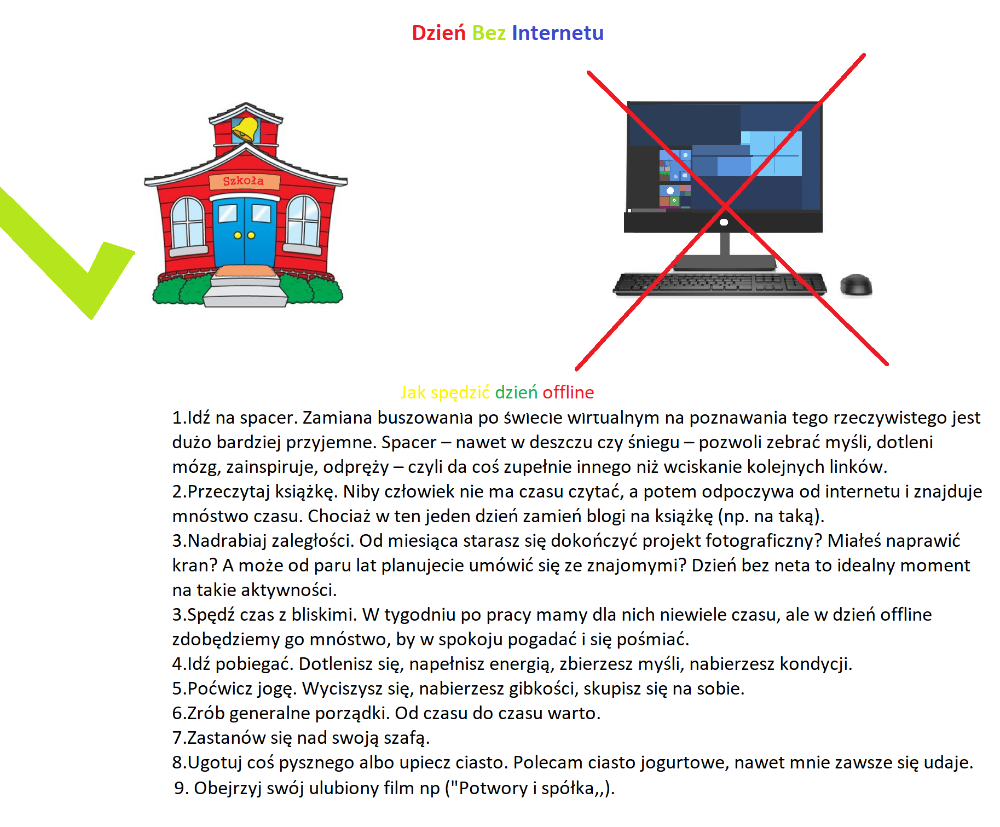 Dzień Bez Internetu
Szkoła
Jak spędzić dzień offline
1.Idź na spacer. Zamiana buszowania po świecie wirtualnym na poznawania tego rzeczywistego jest
dużo bardziej przyjemne. Spacer – nawet w deszczu czy śniegu – pozwoli zebrać myśli, dotleni
mózg, zainspiruje, odpręży – czyli da coś zupełnie innego niż wciskanie kolejnych linków.
2.Przeczytaj książkę. Niby człowiek nie ma czasu czytać, a potem odpoczywa od internetu i znajduje
mnóstwo czasu. Chociaż w ten jeden dzień zamień blogi na książkę (np. na taką).
3.Nadrabiaj zaległości. Od miesiąca starasz się dokończyć projekt fotograficzny? Miałeś naprawić
kran? A może od paru lat planujecie umówić się ze znajomymi? Dzień bez neta to idealny moment
na takie aktywności.
3.Spędź czas z bliskimi. W tygodniu po pracy mamy dla nich niewiele czasu, ale w dzień offline
zdobędziemy go mnóstwo, by w spokoju pogadać i się pośmiać.
4.Idź pobiegać. Dotlenisz się, napełnisz energią, zbierzesz myśli, nabierzesz kondycji.
5.Poćwicz jogę. Wyciszysz się, nabierzesz gibkości, skupisz się na sobie.
6.Zrób generalne porządki. Od czasu do czasu warto.
7.Zastanów się nad swoją szafą.
8.Ugotuj coś pysznego albo upiecz ciasto. Polecam ciasto jogurtowe, nawet mnie zawsze się udaje.
9. Obejrzyj swój ulubiony film np ("Potwory i spółka,,).